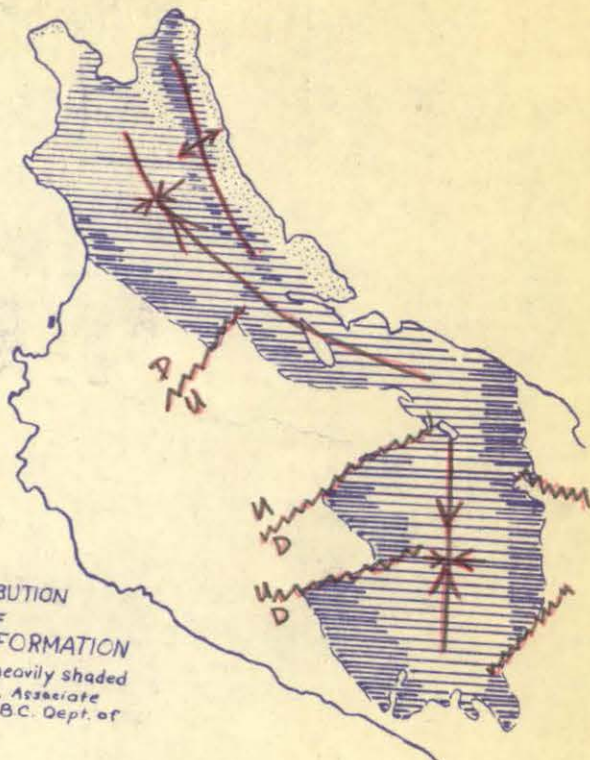 D
U
U
D
U
D
BUTION
FORMATION
heavily shaded
Associate
B.C. Dept. of